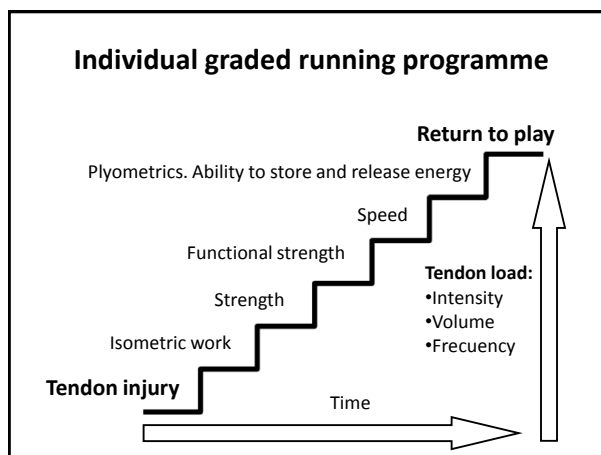 Individual graded running programme
Return to play
Plyometrics. Ability to store and release energy
Speed
Functional strength
Tendon load:
•Intensity
•Volume
•Frecuency
Strength
Isometric work
Tendon injury
Time